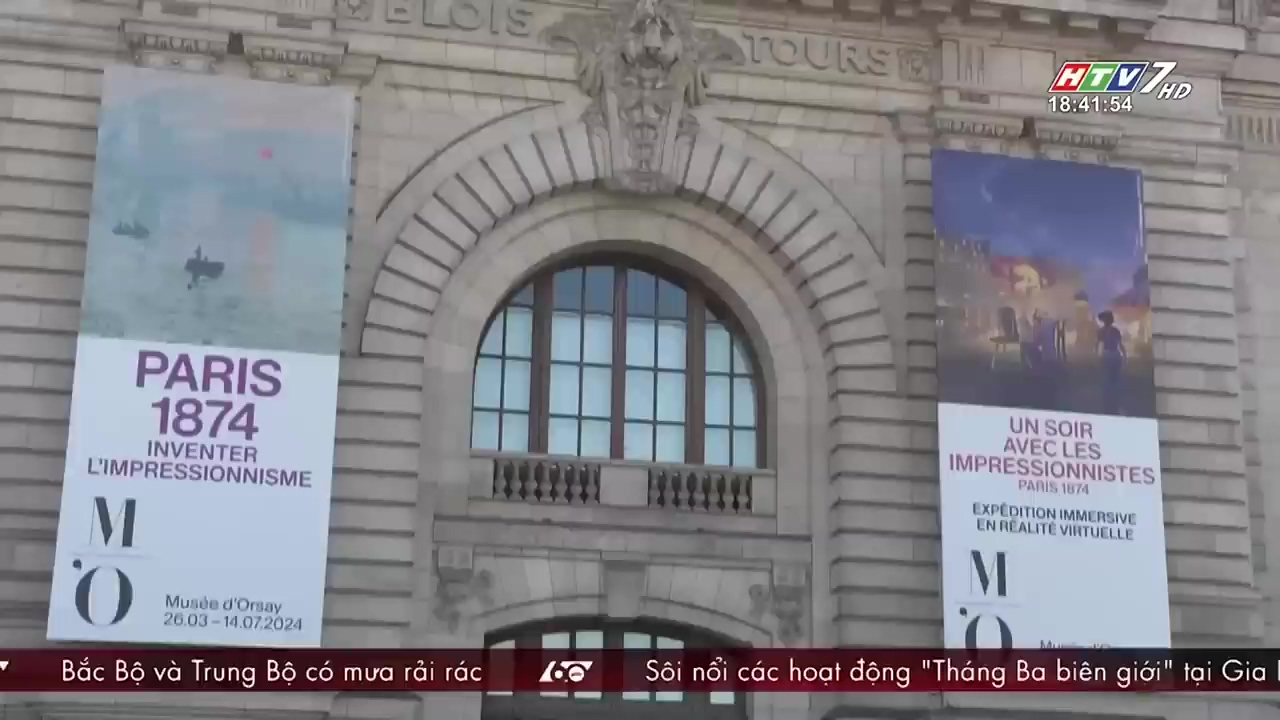 BLOIS
TOURS
HTV7 HD
18:41:54
PARIS
1874
INVENTER
L'IMPRESSIONNISME
M
'O
Musée d'Orsay
26.03 – 14.07.2024
UN SOIR
AVEC LES
IMPRESSIONNISTES
PARIS 1874
EXPÉDITION IMMERSIVE
EN RÉALITÉ VIRTUELLE
M
'O
Bắc Bộ và Trung Bộ có mưa rải rác
60
Sôi nổi các hoạt động "Tháng Ba biên giới" tại Gia